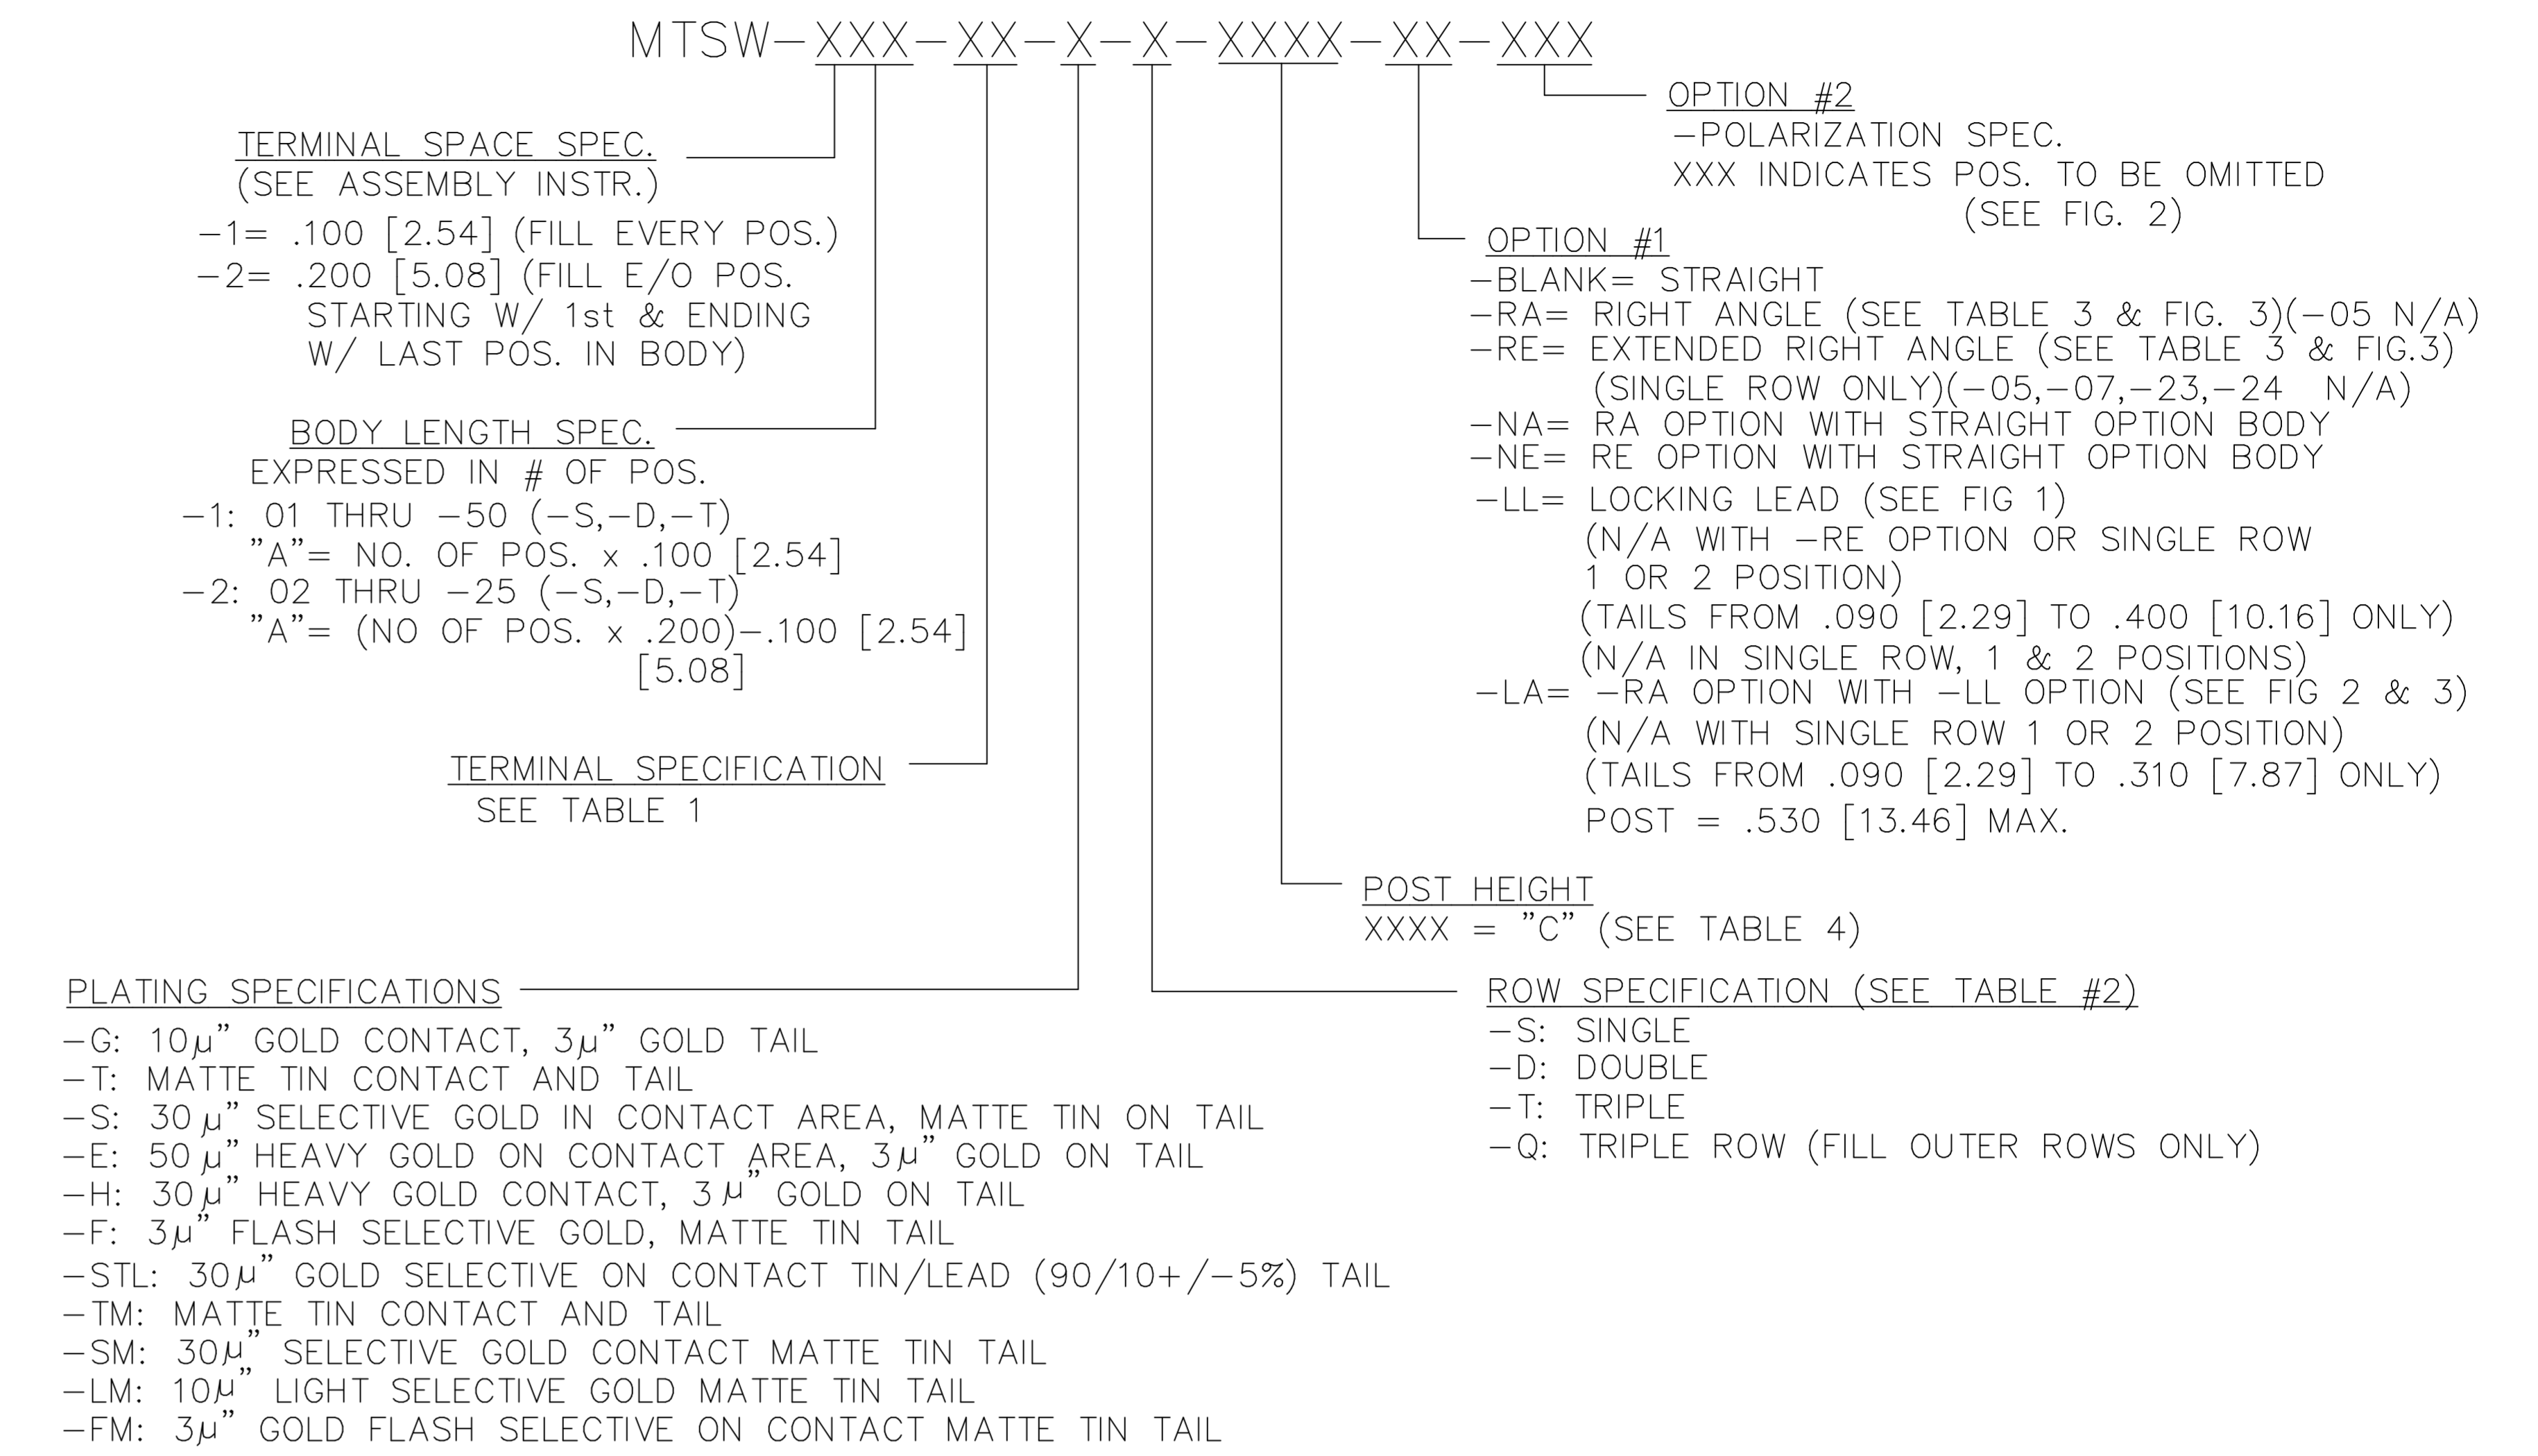 MTSW-XXX-XX-X-X-XXXX-XX-XXX
TERMINAL SPACE SPEC.
(SEE ASSEMBLY INSTR.)
-1= .100 [2.54] (FILL EVERY POS.)
-2= .200 [5.08] (FILL E/O POS.
STARTING W/ 1st & ENDING
W/ LAST POS. IN BODY)
BODY LENGTH SPEC.
EXPRESSED IN # OF POS.
-1: 01 THRU -50 (-S,-D,-T)
"A"= NO. OF POS. x .100 [2.54]
-2: 02 THRU -25 (-S,-D,-T)
"A"= (NO OF POS. x .200)-.100 [2.54]
[5.08]
TERMINAL SPECIFICATION
SEE TABLE 1
PLATING SPECIFICATIONS
-G: 10µ" GOLD CONTACT, 3µ" GOLD TAIL
-T: MATTE TIN CONTACT AND TAIL
-S: 30µ" SELECTIVE GOLD IN CONTACT AREA, MATTE TIN ON TAIL
-E: 50µ" HEAVY GOLD ON CONTACT AREA, 3µ" GOLD ON TAIL
-H: 30µ" HEAVY GOLD CONTACT, 3µ" GOLD ON TAIL
-F: 3µ" FLASH SELECTIVE GOLD, MATTE TIN TAIL
-STL: 30µ" GOLD SELECTIVE ON CONTACT TIN/LEAD (90/10+/-5%) TAIL
-TM: MATTE TIN CONTACT AND TAIL
-SM: 30µ" SELECTIVE GOLD CONTACT MATTE TIN TAIL
-LM: 10µ" LIGHT SELECTIVE GOLD MATTE TIN TAIL
-FM: 3µ" GOLD FLASH SELECTIVE ON CONTACT MATTE TIN TAIL
OPTION #2
-POLARIZATION SPEC.
XXX INDICATES POS. TO BE OMITTED
(SEE FIG. 2)
OPTION #1
-BLANK= STRAIGHT
-RA= RIGHT ANGLE (SEE TABLE 3 & FIG. 3)(-05 N/A)
-RE= EXTENDED RIGHT ANGLE (SEE TABLE 3 & FIG.3)
(SINGLE ROW ONLY)(-05,-07,-23,-24 N/A)
-NA= RA OPTION WITH STRAIGHT OPTION BODY
-NE= RE OPTION WITH STRAIGHT OPTION BODY
-LL= LOCKING LEAD (SEE FIG 1)
(N/A WITH -RE OPTION OR SINGLE ROW
1 OR 2 POSITION)
(TAILS FROM .090 [2.29] TO .400 [10.16] ONLY)
(N/A IN SINGLE ROW, 1 & 2 POSITIONS)
-LA= -RA OPTION WITH -LL OPTION (SEE FIG 2 & 3)
(N/A WITH SINGLE ROW 1 OR 2 POSITION)
(TAILS FROM .090 [2.29] TO .310 [7.87] ONLY)
POST = .530 [13.46] MAX.
POST HEIGHT
XXXX = "C" (SEE TABLE 4)
ROW SPECIFICATION (SEE TABLE #2)
-S: SINGLE
-D: DOUBLE
-T: TRIPLE
-Q: TRIPLE ROW (FILL OUTER ROWS ONLY)